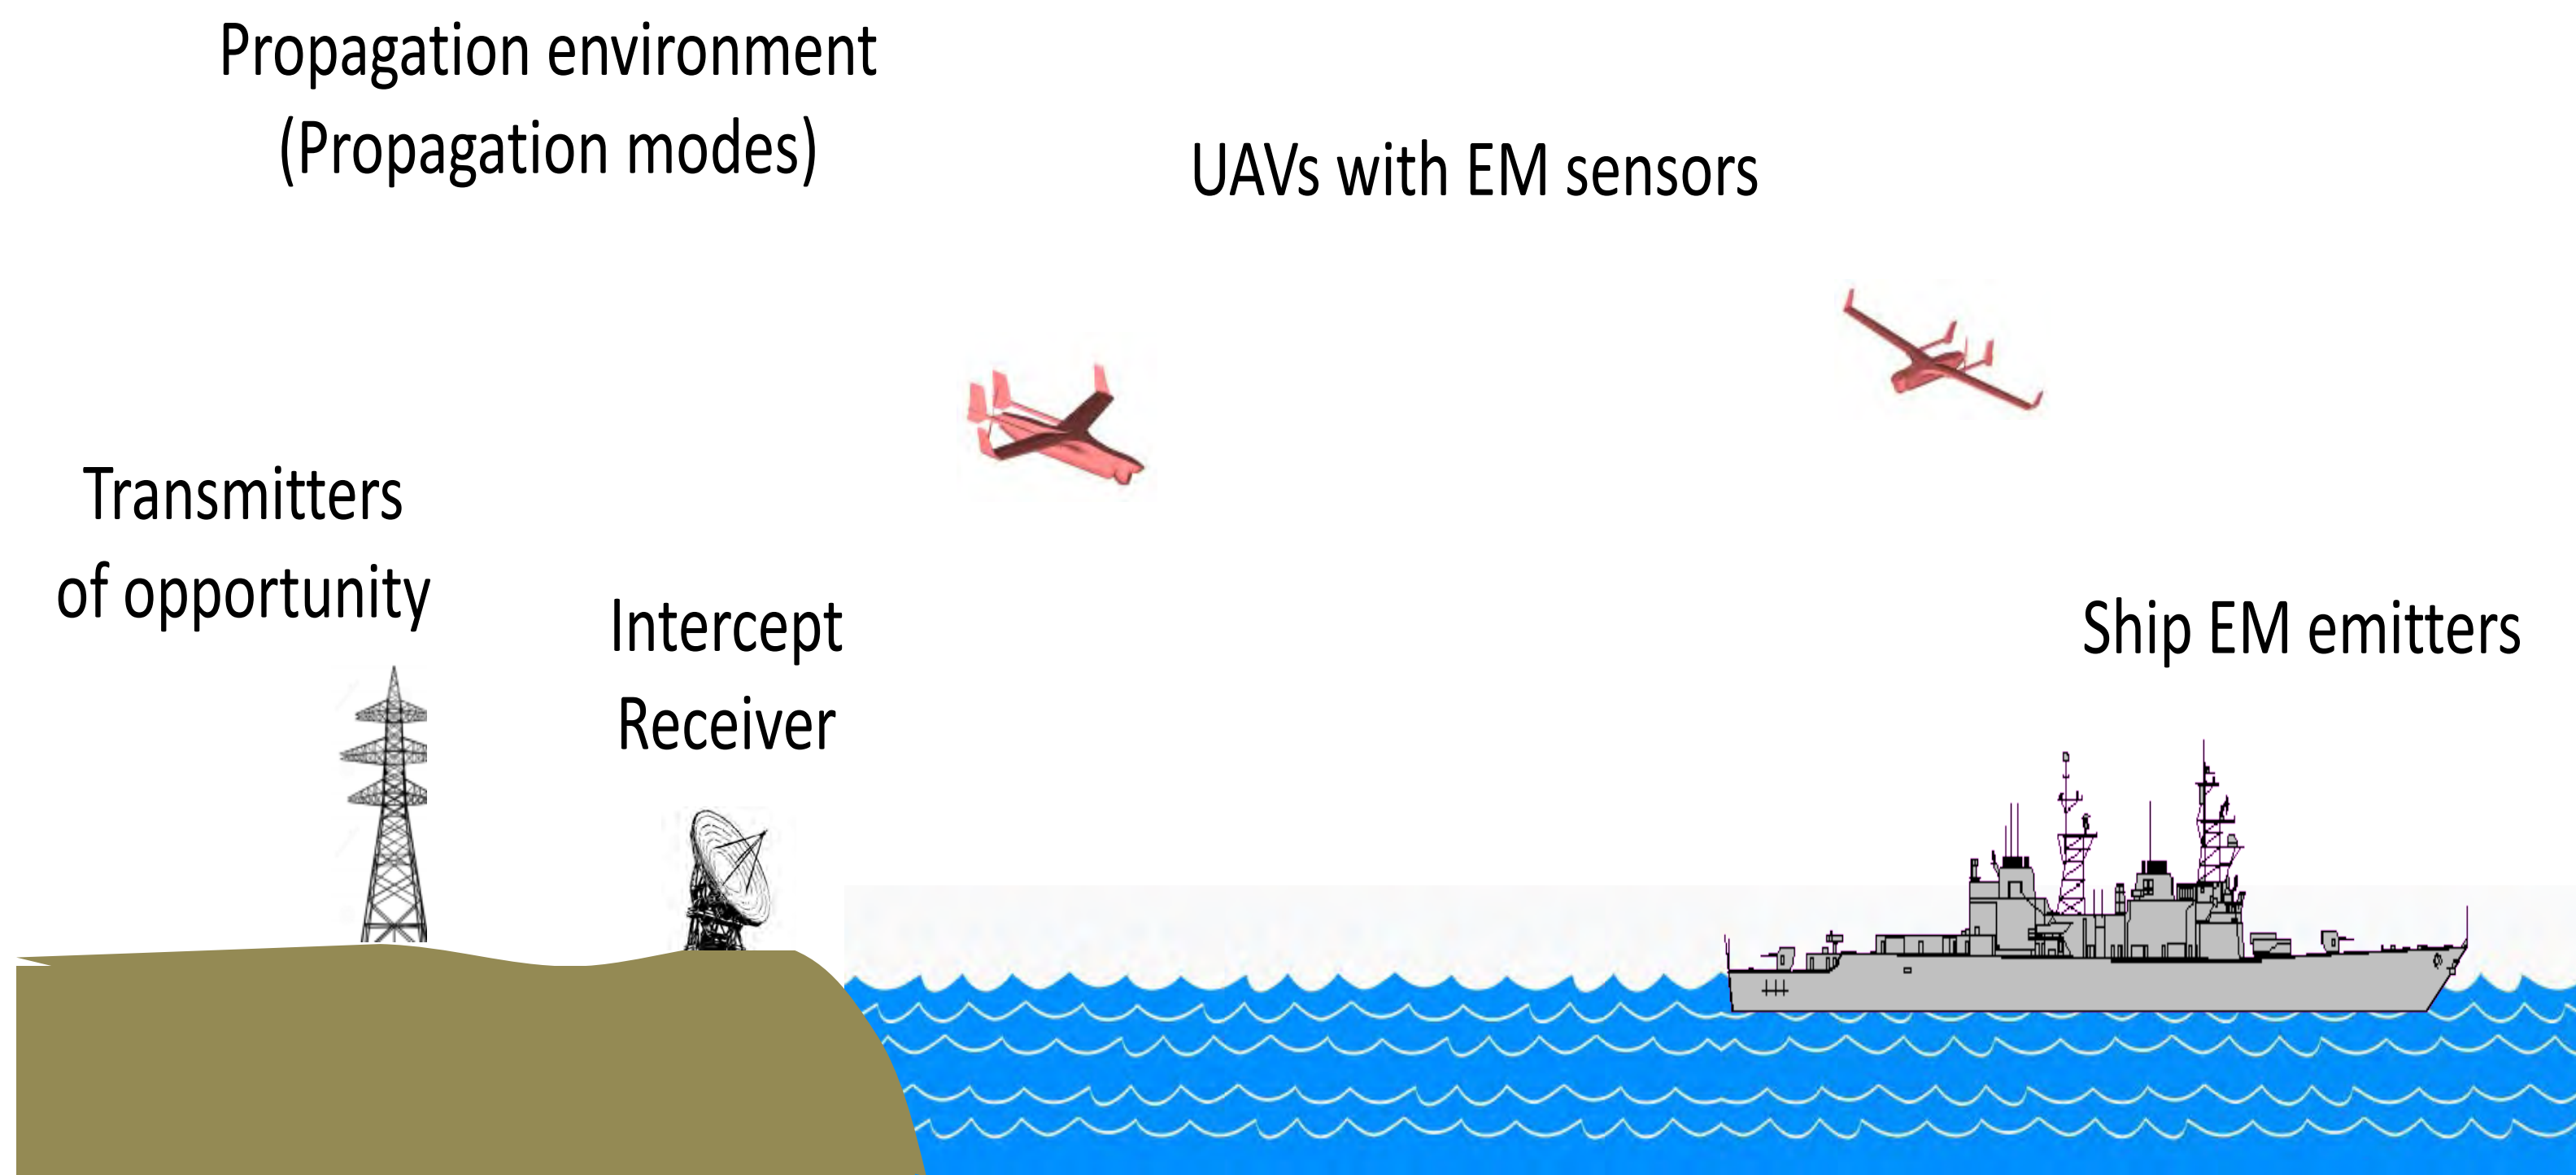 Propagation environment
(Propagation modes)
UAVs with EM sensors
Transmitters
of opportunity
Intercept
Receiver
Ship EM emitters